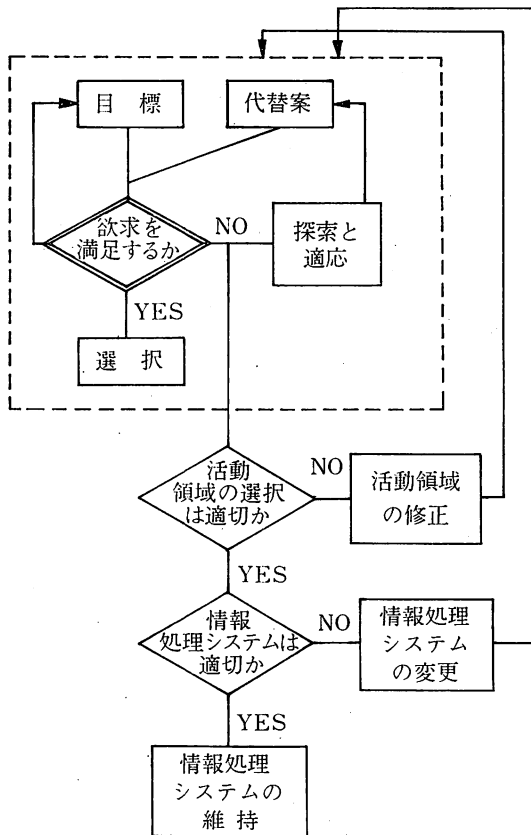 目標
代替案
欲求を
満足するか
NO
探索と
適応
YES
選択
活動
領域の選択
は適切か
NO
活動領域
の修正
YES
情報
処理システムは
適切か
NO
情報処理
システム
の変更
YES
情報処理
システムの
維持